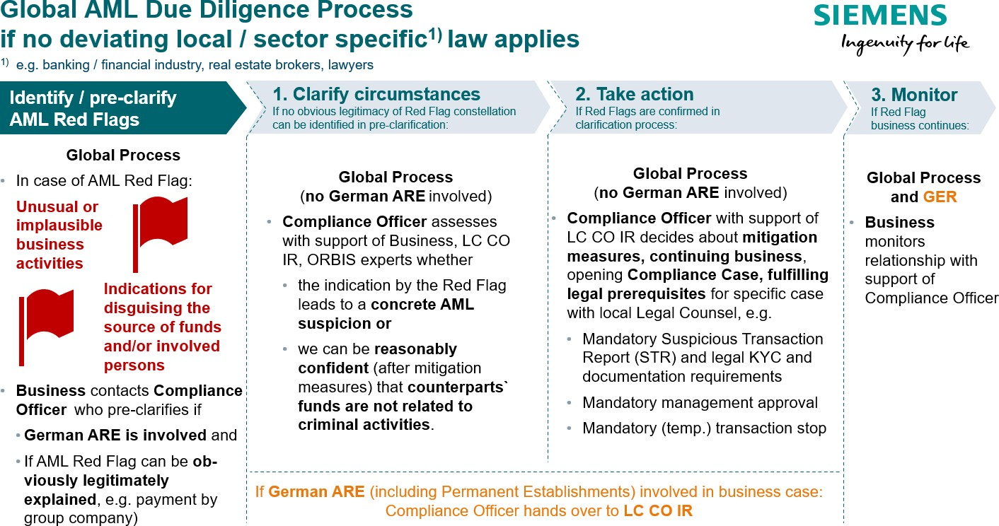 Global AML Due Diligence Process
if no deviating local / sector specific1) law applies
1) e.g. banking / financial industry, real estate brokers, lawyers
SIEMENS
Ingenuity for life
Identify / pre-clarify
AML Red Flags
Global Process
• In case of AML Red Flag:
Unusual or
implausible
business
activities
Indications for
disguising the
source of funds
and/or involved
persons
• Business contacts Compliance
Officer who pre-clarifies if
• German ARE is involved and
• If AML Red Flag can be ob-
viously legitimately
explained, e.g. payment by
group company)
1. Clarify circumstances
If no obvious legitimacy of Red Flag constellation
can be identified in pre-clarification:
Global Process
(no German ARE involved)
• Compliance Officer assesses
with support of Business, LC CO
IR, ORBIS experts whether
• the indication by the Red Flag
leads to a concrete AML
suspicion or
• we can be reasonably
confident (after mitigation
measures) that counterparts`
funds are not related to
criminal activities.
2. Take action
If Red Flags are confirmed in
clarification process:
Global Process
(no German ARE involved)
• Compliance Officer with support of
LC CO IR decides about mitigation
measures, continuing business,
opening Compliance Case, fulfilling
legal prerequisites for specific case
with local Legal Counsel, e.g.
• Mandatory Suspicious Transaction
Report (STR) and legal KYC and
documentation requirements
• Mandatory management approval
• Mandatory (temp.) transaction stop
3. Monitor
If Red Flag
business continues:
Global Process
and GER
• Business
monitors
relationship with
support of
Compliance Officer
If German ARE (including Permanent Establishments) involved in business case:
Compliance Officer hands over to LC CO IR